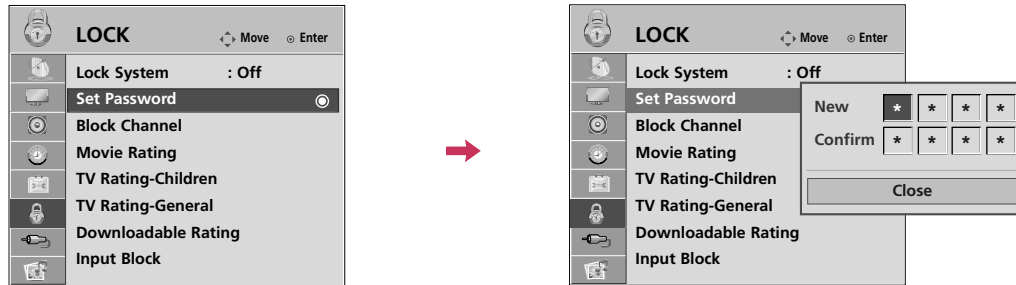 LOCK Move Enter
Lock System : Off
Set Password
Block Channel
Movie Rating
TV Rating-Children
TV Rating-General
Downloadable Rating
Input Block
LOCK Move Enter
Lock System : Off
Set Password
Block Channel
Movie Rating
TV Rating-Children
TV Rating-General
Downloadable Rating
Input Block
New * * * *
Confirm * * * *
Close